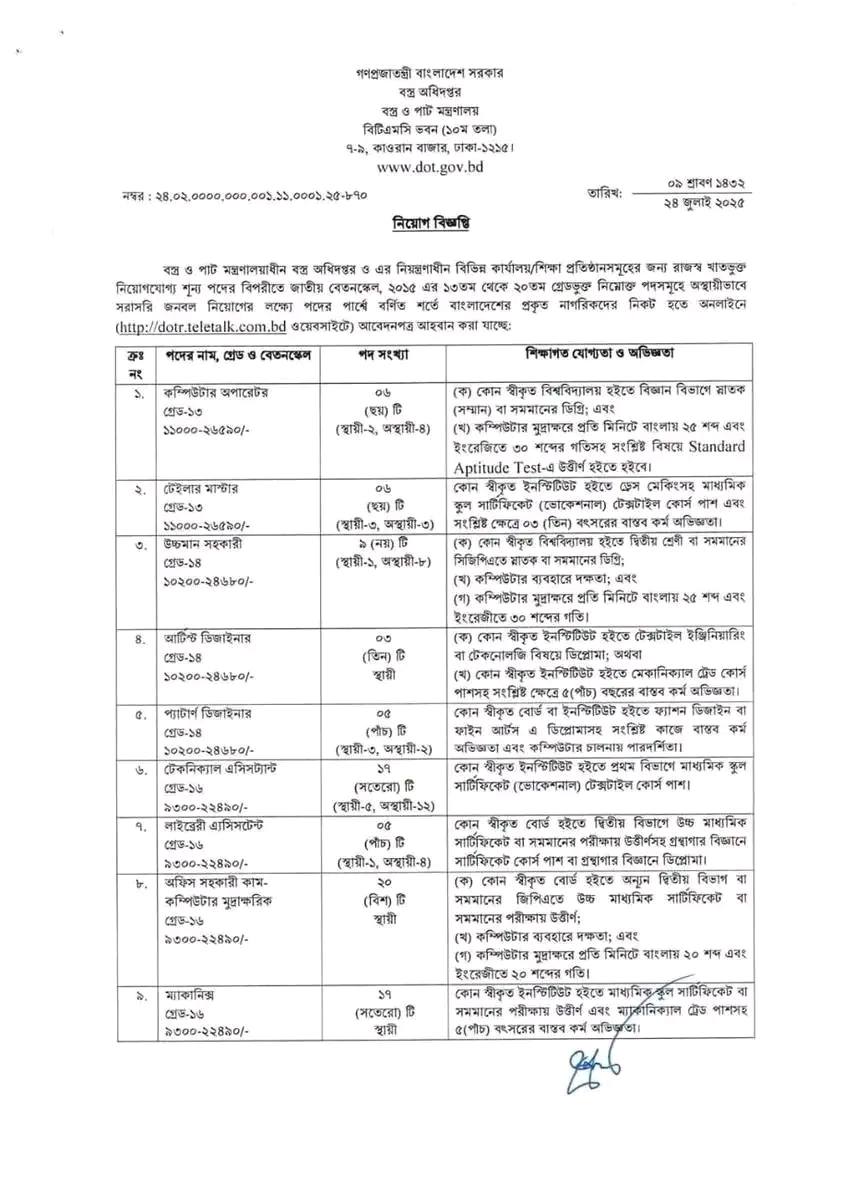 গণপ্রজাতন্ত্রী বাংলাদেশ সরকার
বস্ত্র অধিদপ্তর
বস্ত্র ও পাট মন্ত্রণালয়
বিটিএমসি ভবন (১০ম তলা)
৭-৯, কাওরান বাজার, ঢাকা-১২১৫।
www.dot.gov.bd
নম্বর : ২৪.০২.০০০০.০০০.০০১.১১.০০০১.২৫-৮৭০
তারিখ:
০৯ শ্রাবণ ১৪৩২
২৪ জুলাই ২০২৫
নিয়োগ বিজ্ঞপ্তি
বস্ত্র ও পাট মন্ত্রণালয়াধীন বস্ত্র অধিদপ্তর ও এর নিয়ন্ত্রণাধীন বিভিন্ন কার্যালয়/শিক্ষা প্রতিষ্ঠানসমূহের জন্য রাজস্ব খাতভুক্ত
নিয়োগযোগ্য শূন্য পদের বিপরীতে জাতীয় বেতনস্কেল, ২০১৫ এর ১৩তম থেকে ২০তম গ্রেডভুক্ত নিম্নোক্ত পদসমূহে অস্থায়ীভাবে
সরাসরি জনবল নিয়োগের লক্ষ্যে পদের পার্শ্বে বর্ণিত শর্তে বাংলাদেশের প্রকৃত নাগরিকদের নিকট হতে অনলাইনে
(http://dotr.teletalk.com.bd ওয়েবসাইটে) আবেদনপত্র আহবান করা যাচ্ছে:
ক্রঃ নং
পদের নাম, গ্রেড ও বেতনস্কেল
পদ সংখ্যা
শিক্ষাগত যোগ্যতা ও অভিজ্ঞতা
১.
কম্পিউটার অপারেটর
গ্রেড-১৩
১১০০০-২৬৫৯০/-
০৬
(ছয়) টি
(স্থায়ী-২, অস্থায়ী-৪)
(ক) কোন স্বীকৃত বিশ্ববিদ্যালয় হইতে বিজ্ঞান বিভাগে স্নাতক
(সম্মান) বা সমমানের ডিগ্রি; এবং
(খ) কম্পিউটার মুদ্রাক্ষরে প্রতি মিনিটে বাংলায় ২৫ শব্দ এবং
ইংরেজিতে ৩০ শব্দের গতিসহ সংশ্লিষ্ট বিষয়ে Standard
Aptitude Test-এ উত্তীর্ণ হইতে হইবে।
২.
টেইলার মাস্টার
গ্রেড-১৩
১১০০০-২৬৫৯০/-
০৬
(ছয়) টি
(স্থায়ী-৩, অস্থায়ী-৩)
কোন স্বীকৃত ইনস্টিটিউট হইতে ড্রেস মেকিংসহ মাধ্যমিক
স্কুল সার্টিফিকেট (ভোকেশনাল) টেক্সটাইল কোর্স পাশ এবং
সংশ্লিষ্ট ক্ষেত্রে ০৩ (তিন) বৎসরের বাস্তব কর্ম অভিজ্ঞতা।
৩.
উচ্চমান সহকারী
গ্রেড-১৪
১০২০০-২৪৬৮০/-
৯ (নয়) টি
(স্থায়ী-১, অস্থায়ী-৮)
(ক) কোন স্বীকৃত বিশ্ববিদ্যালয় হইতে দ্বিতীয় শ্রেণী বা সমমানের
সিজিপিএতে স্নাতক বা সমমানের ডিগ্রি;
(খ) কম্পিউটার ব্যবহারে দক্ষতা; এবং
(গ) কম্পিউটার মুদ্রাক্ষরে প্রতি মিনিটে বাংলায় ২৫ শব্দ এবং
ইংরেজীতে ৩০ শব্দের গতি।
৪.
আর্টিস্ট ডিজাইনার
গ্রেড-১৪
১০২০০-২৪৬৮০/-
০৩
(তিন) টি
স্থায়ী
(ক) কোন স্বীকৃত ইনস্টিটিউট হইতে টেক্সটাইল ইঞ্জিনিয়ারিং
বা টেকনোলজি বিষয়ে ডিপ্লোমা; অথবা
(খ) কোন স্বীকৃত ইনস্টিটিউট হইতে মেকানিক্যাল ট্রেড কোর্স
পাশসহ সংশ্লিষ্ট ক্ষেত্রে ৫(পাঁচ) বছরের বাস্তব কর্ম অভিজ্ঞতা।
৫.
প্যাটার্ণ ডিজাইনার
গ্রেড-১৪
১০২০০-২৪৬৮০/-
০৫
(পাঁচ) টি
(স্থায়ী-৩, অস্থায়ী-২)
কোন স্বীকৃত বোর্ড বা ইনস্টিটিউট হইতে ফ্যাশন ডিজাইন বা
ফাইন আর্টস এ ডিপ্লোমাসহ সংশ্লিষ্ট কাজে বাস্তব কর্ম
অভিজ্ঞতা এবং কম্পিউটার চালনায় পারদর্শিতা।
৬.
টেকনিক্যাল এসিসট্যান্ট
গ্রেড-১৬
৯৩০০-২২৪৯০/-
১৭
(সতেরো) টি
(স্থায়ী-৫, অস্থায়ী-১২)
কোন স্বীকৃত ইনস্টিটিউট হইতে প্রথম বিভাগে মাধ্যমিক স্কুল
সার্টিফিকেট (ভোকেশনাল) টেক্সটাইল কোর্স পাশ।
৭.
লাইব্রেরী এ্যাসিসটেন্ট
গ্রেড-১৬
৯৩০০-২২৪৯০/-
০৫
(পাঁচ) টি
(স্থায়ী-১, অস্থায়ী-৪)
কোন স্বীকৃত বোর্ড হইতে দ্বিতীয় বিভাগে উচ্চ মাধ্যমিক
সার্টিফিকেট বা সমমানের পরীক্ষায় উত্তীর্ণসহ গ্রন্থাগার বিজ্ঞানে
সার্টিফিকেট কোর্স পাশ বা গ্রন্থাগার বিজ্ঞানে ডিপ্লোমা।
৮.
অফিস সহকারী কাম-
কম্পিউটার মুদ্রাক্ষরিক
গ্রেড-১৬
৯৩০০-২২৪৯০/-
২০
(বিশ) টি
স্থায়ী
(ক) কোন স্বীকৃত বোর্ড হইতে অন্যূন দ্বিতীয় বিভাগ বা
সমমানের জিপিএতে উচ্চ মাধ্যমিক সার্টিফিকেট বা
সমমানের পরীক্ষায় উত্তীর্ণ;
(খ) কম্পিউটার ব্যবহারে দক্ষতা; এবং
(গ) কম্পিউটার মুদ্রাক্ষরে প্রতি মিনিটে বাংলায় ২০ শব্দ এবং
ইংরেজীতে ২০ শব্দের গতি।
৯.
ম্যাকানিক্স
গ্রেড-১৬
৯৩০০-২২৪৯০/-
১৭
(সতেরো) টি
স্থায়ী
কোন স্বীকৃত ইনস্টিটিউট হইতে মাধ্যমিক স্কুল সার্টিফিকেট বা
সমমানের পরীক্ষায় উত্তীর্ণ এবং ম্যাকানিক্যাল ট্রেড পাশসহ
৫(পাঁচ) বৎসরের বাস্তব কর্ম অভিজ্ঞতা।